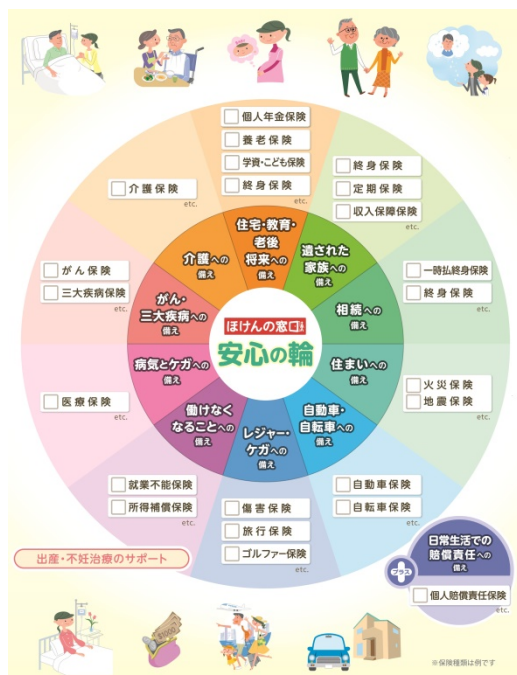 個人年金保険
養老保険
学資・こども保険
終身保険
etc.
終身保険
定期保険
収入保障保険
etc.
介護保険
etc.
住宅・教育・
老後
将来への
備え
遺された
家族への
備え
介護への
備え
がん保険
三大疾病保険
etc.
がん・
三大疾病への
備え
相続への
備え
一時払終身保険
終身保険
etc.
ほけんの窓口
安心の輪
病気とケガへの
備え
住まいへの
備え
医療保険
etc.
火災保険
地震保険
etc.
働けなく
なることへの
備え
レジャー・
ケガへの
備え
自動車・
自転車への
備え
就業不能保険
所得補償保険
etc.
傷害保険
旅行保険
ゴルファー保険
etc.
自動車保険
自転車保険
etc.
出産・不妊治療のサポート
プラス
日常生活での
賠償責任への
備え
個人賠償責任保険
etc.
※保険種類は例です